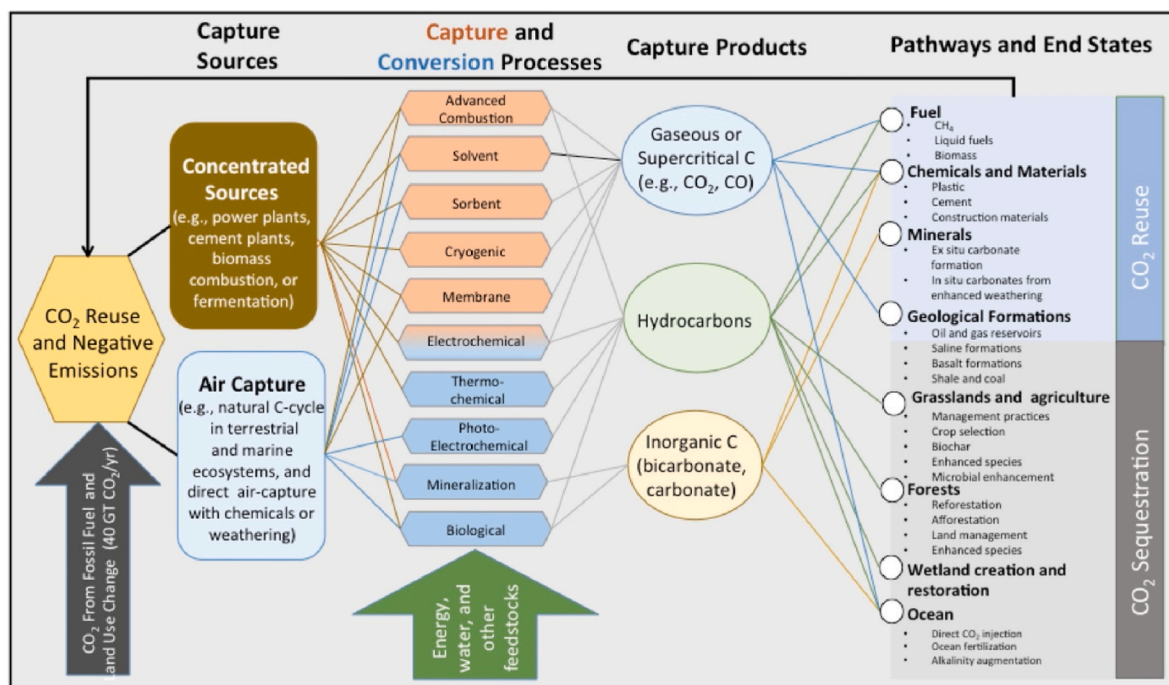 Capture
Sources
Capture and
Conversion Processes
Capture Products
Pathways and End States
CO₂ Reuse
and Negative
Emissions
CO₂ From Fossil Fuel and
Land Use Change (40 GT CO₂/yr)
Concentrated
Sources
(e.g., power plants,
cement plants,
biomass
combustion, or
fermentation)
Air Capture
(e.g., natural C-cycle
in terrestrial
and marine
ecosystems, and
direct air-capture
with chemicals or
weathering)
Advanced
Combustion
Solvent
Sorbent
Cryogenic
Membrane
Electrochemical
Thermo-
chemical
Photo-
Electrochemical
Mineralization
Biological
Energy,
water, and
other
feedstocks
Gaseous or
Supercritical C
(e.g., CO₂, CO)
Hydrocarbons
Inorganic C
(bicarbonate,
carbonate)
Fuel
• CH₄
• Liquid fuels
• Biomass
Chemicals and Materials
• Plastic
• Cement
• Construction materials
Minerals
• Ex situ carbonate
formation
• In situ carbonates from
enhanced weathering
Geological Formations
• Oil and gas reservoirs
• Saline formations
• Basalt formations
• Shale and coal
Grasslands and agriculture
• Management practices
• Crop selection
• Biochar
• Enhanced species
• Microbial enhancement
Forests
• Reforestation
• Afforestation
• Land management
• Enhanced species
Wetland creation and
restoration
Ocean
• Direct CO₂ injection
• Ocean fertilization
• Alkalinity augmentation
CO₂ Reuse
CO₂ Sequestration